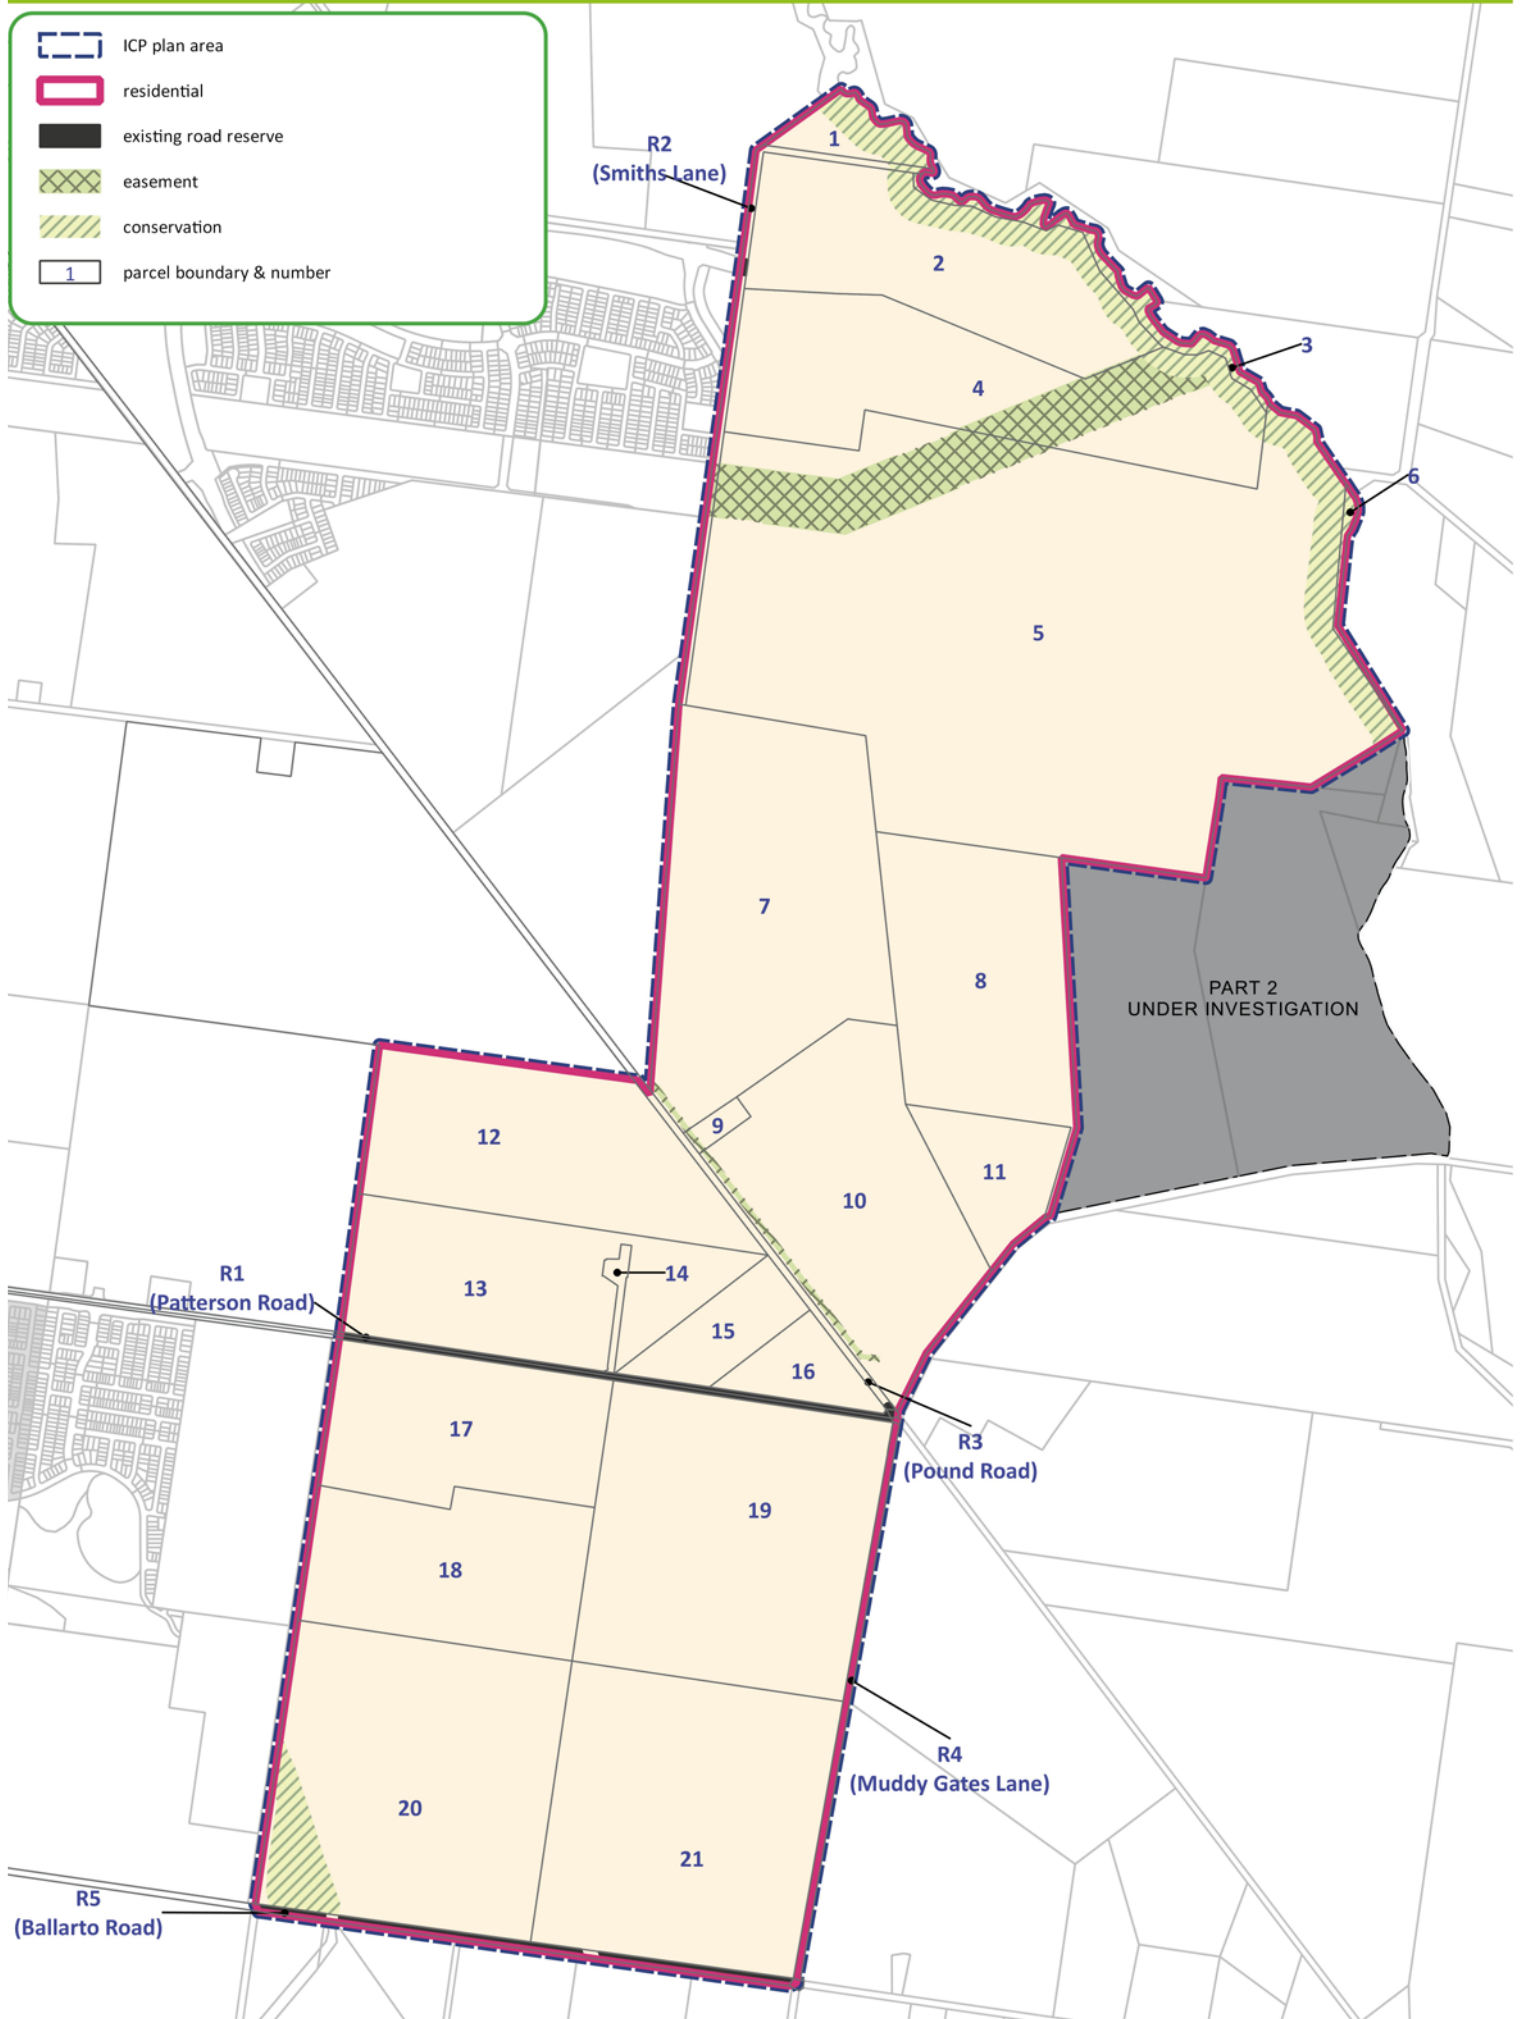 ICP plan area
residential
existing road reserve
easement
conservation
1 parcel boundary & number
1
R2
(Smiths Lane)
2
3
4
6
5
7
8
PART 2
UNDER INVESTIGATION
9
12
11
10
R1
(Patterson Road)
13
14
15
16
17
R3
(Pound Road)
19
18
R4
(Muddy Gates Lane)
20
21
R5
(Ballarto Road)